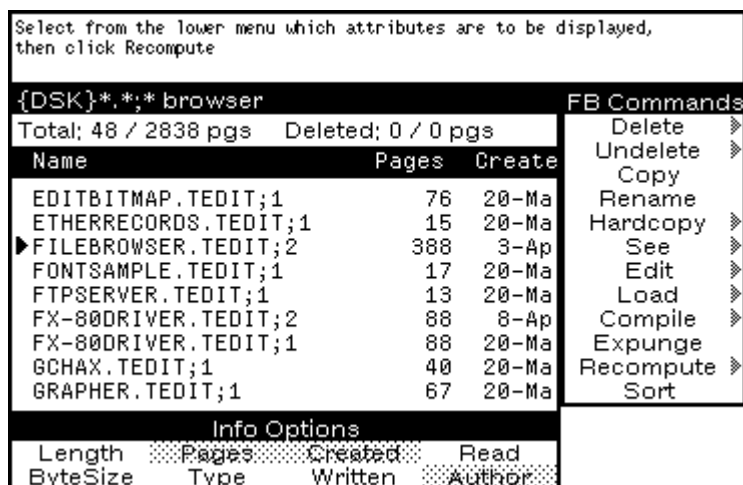 Select from the lower menu which attributes are to be displayed,
then click Recompute
{DSK}*.*;* browser
Total: 48 / 2838 pgs Deleted: 0 / 0 pgs
Name Pages Create
EDITBITMAP.TEDIT;1 76 20-Ma
ETHERRECORDS.TEDIT;1 15 20-Ma
FILEBROWSER.TEDIT;2 388 3-Ap
FONTSAMPLE.TEDIT;1 17 20-Ma
FTPSERVER.TEDIT;1 13 20-Ma
FX-80DRIVER.TEDIT;2 88 8-Ap
FX-80DRIVER.TEDIT;1 88 20-Ma
GCHAX.TEDIT;1 40 20-Ma
GRAPHER.TEDIT;1 67 20-Ma
Info Options
Length Pages Created Read
ByteSize Type Written Author
FB Commands
Delete
Undelete
Copy
Rename
Hardcopy
See
Edit
Load
Compile
Expunge
Recompute
Sort